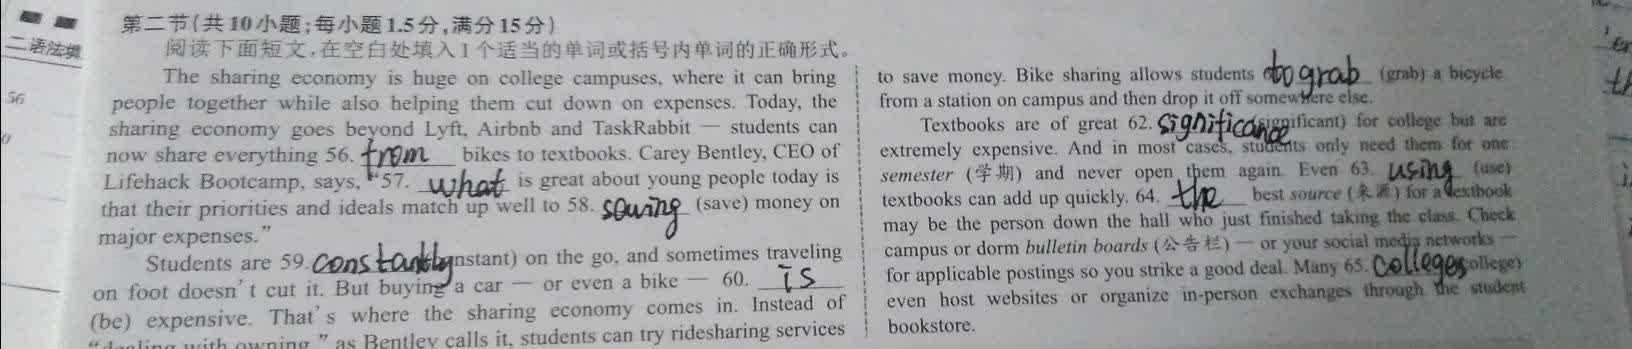 二、语法填
56
第二节(共10小题;每小题1.5分,满分15分)
阅读下面短文,在空白处填入1个适当的单词或括号内单词的正确形式。
The sharing economy is huge on college campuses, where it can bring
people together while also helping them cut down on expenses. Today, the
sharing economy goes beyond Lyft, Airbnb and TaskRabbit — students can
now share everything 56. from bikes to textbooks. Carey Bentley, CEO of
Lifehack Bootcamp, says, "57. what is great about young people today is
that their priorities and ideals match up well to 58. saving (save) money on
major expenses."
Students are 59. constantly nstant) on the go, and sometimes traveling
on foot doesn't cut it. But buying a car — or even a bike — 60. is
(be) expensive. That's where the sharing economy comes in. Instead of
"dealing with owning," as Bentley calls it, students can try ridesharing services
to save money. Bike sharing allows students to grab (grab) a bicycle
from a station on campus and then drop it off somewhere else.
Textbooks are of great 62. significance significant) for college but are
extremely expensive. And in most cases, students only need them for one
semester (学期) and never open them again. Even 63. using (use)
textbooks can add up quickly. 64. the best source (来源) for a textbook
may be the person down the hall who just finished taking the class. Check
campus or dorm bulletin boards (公告栏) — or your social media networks —
for applicable postings so you strike a good deal. Many 65. colleges ollege)
even host websites or organize in-person exchanges through the student
bookstore.